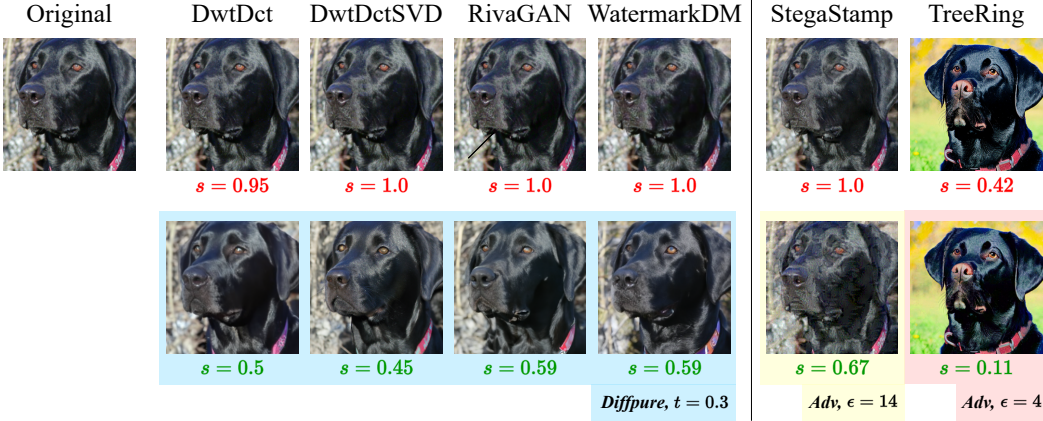 Original DwtDct DwtDctSVD RivaGAN WatermarkDM StegaStamp TreeRing
s = 0.95 s = 1.0 s = 1.0 s = 1.0 s = 1.0 s = 0.42
s = 0.5 s = 0.45 s = 0.59 s = 0.59 s = 0.67 s = 0.11
Diffpure, t = 0.3 Adv, ϵ = 14 Adv, ϵ = 4